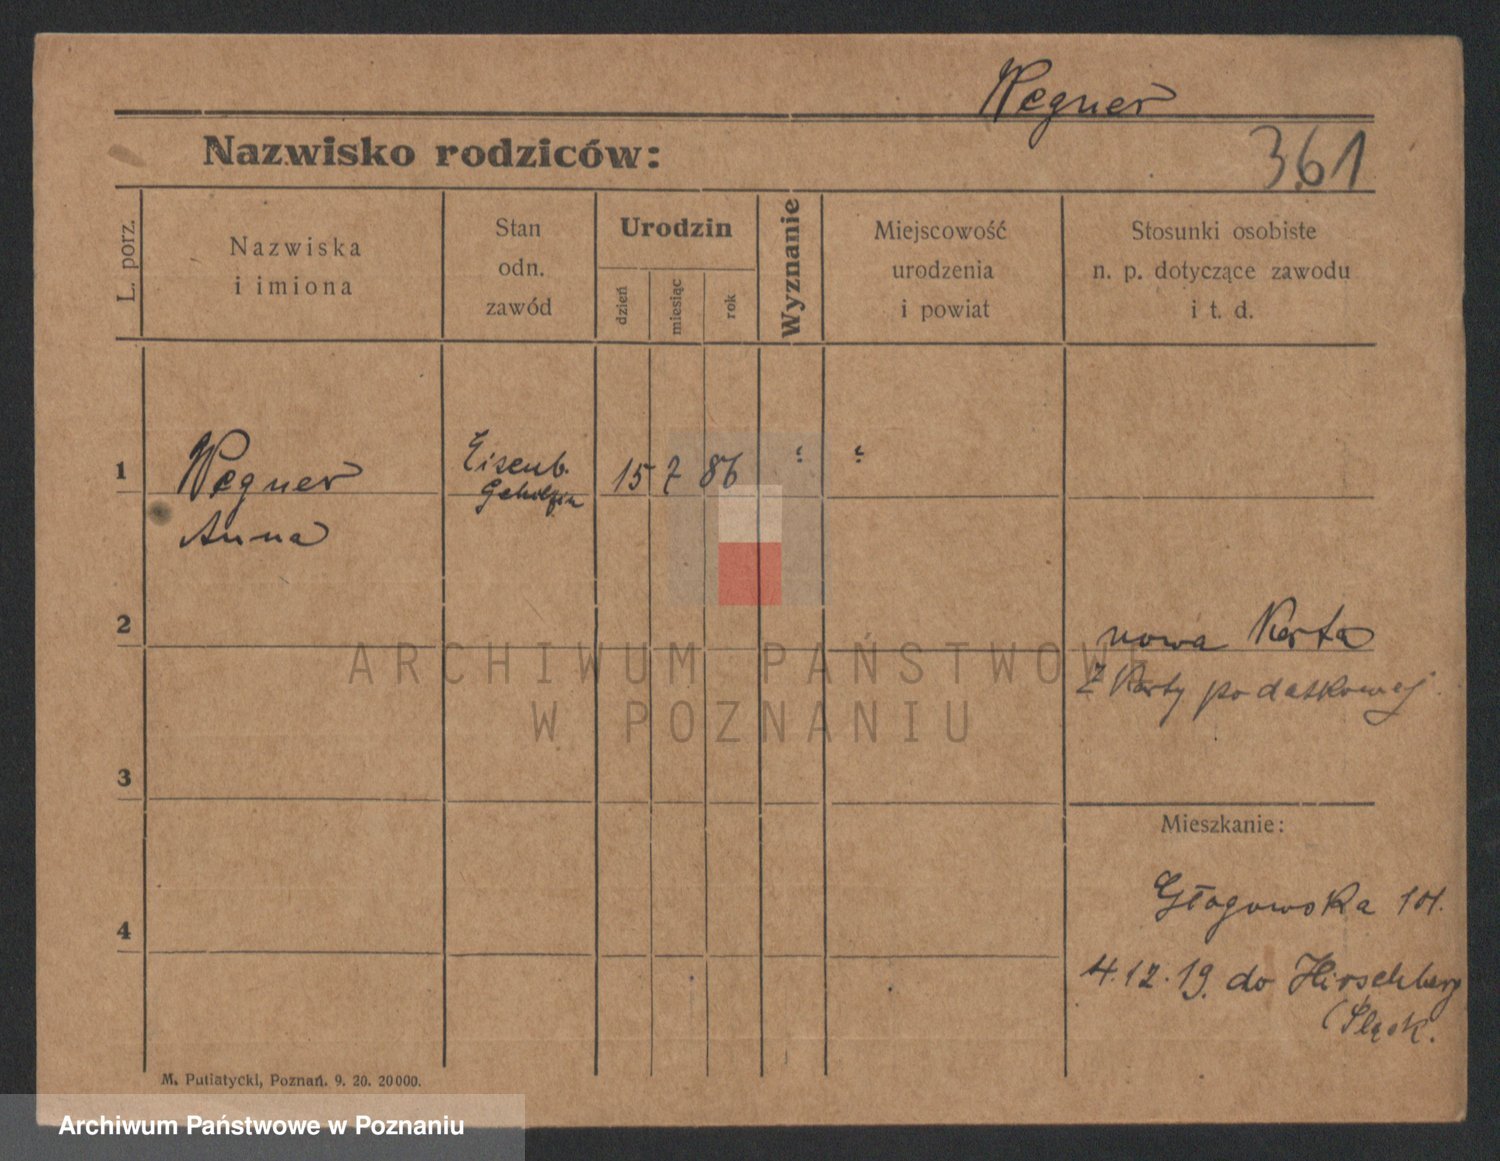 Wegner
Nazwisko rodziców:
361
L. porz.
Nazwiska
i imiona
Stan
odn.
zawód
Urodzin
dzień
miesiąc
rok
Wyznanie
Miejscowość
urodzenia
i powiat
Stosunki osobiste
n. p. dotyczące zawodu
i t. d.
1
Wegner
Anna
Eisenb.
Gehilfin
15 7 86
?
?
2
nowa Karta
z Karty podatkowej
ARCHIWUM PAŃSTWOWE
W POZNANIU
3
Mieszkanie:
Głogowska 101.
4
4.12.19. do Hirschberg
(Śląsk.
M. Putiatycki, Poznań. 9. 20. 20000.
Archiwum Państwowe w Poznaniu